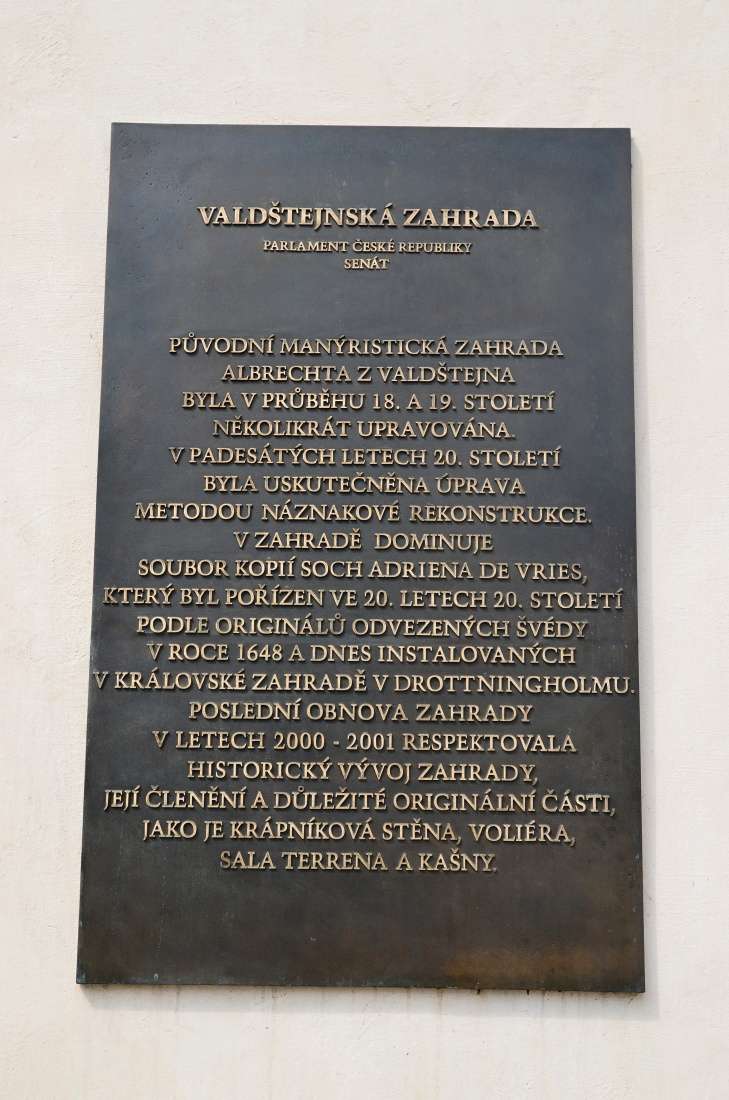 VALDŠTEJNSKÁ ZAHRADA
PARLAMENT ČESKÉ REPUBLIKY
SENÁT
PŮVODNÍ MANÝRISTICKÁ ZAHRADA
ALBRECHTA Z VALDŠTEJNA
BYLA V PRŮBĚHU 18. A 19. STOLETÍ
NĚKOLIKRÁT UPRAVOVÁNA.
V PADESÁTÝCH LETECH 20. STOLETÍ
BYLA USKUTEČNĚNA ÚPRAVA
METODOU NÁZNAKOVÉ REKONSTRUKCE.
V ZAHRADĚ DOMINUJE
SOUBOR KOPIÍ SOCH ADRIENA DE VRIES,
KTERÝ BYL POŘÍZEN VE 20. LETECH 20. STOLETÍ
PODLE ORIGINÁLŮ ODVEZENÝCH ŠVÉDY
V ROCE 1648 A DNES INSTALOVANÝCH
V KRÁLOVSKÉ ZAHRADĚ V DROTTNINGHOLMU.
POSLEDNÍ OBNOVA ZAHRADY
V LETECH 2000 - 2001 RESPEKTOVALA
HISTORICKÝ VÝVOJ ZAHRADY,
JEJÍ ČLENĚNÍ A DŮLEŽITÉ ORIGINÁLNÍ ČÁSTI,
JAKO JE KRÁPNÍKOVÁ STĚNA, VOLIÉRA,
SALA TERRENA A KAŠNY.